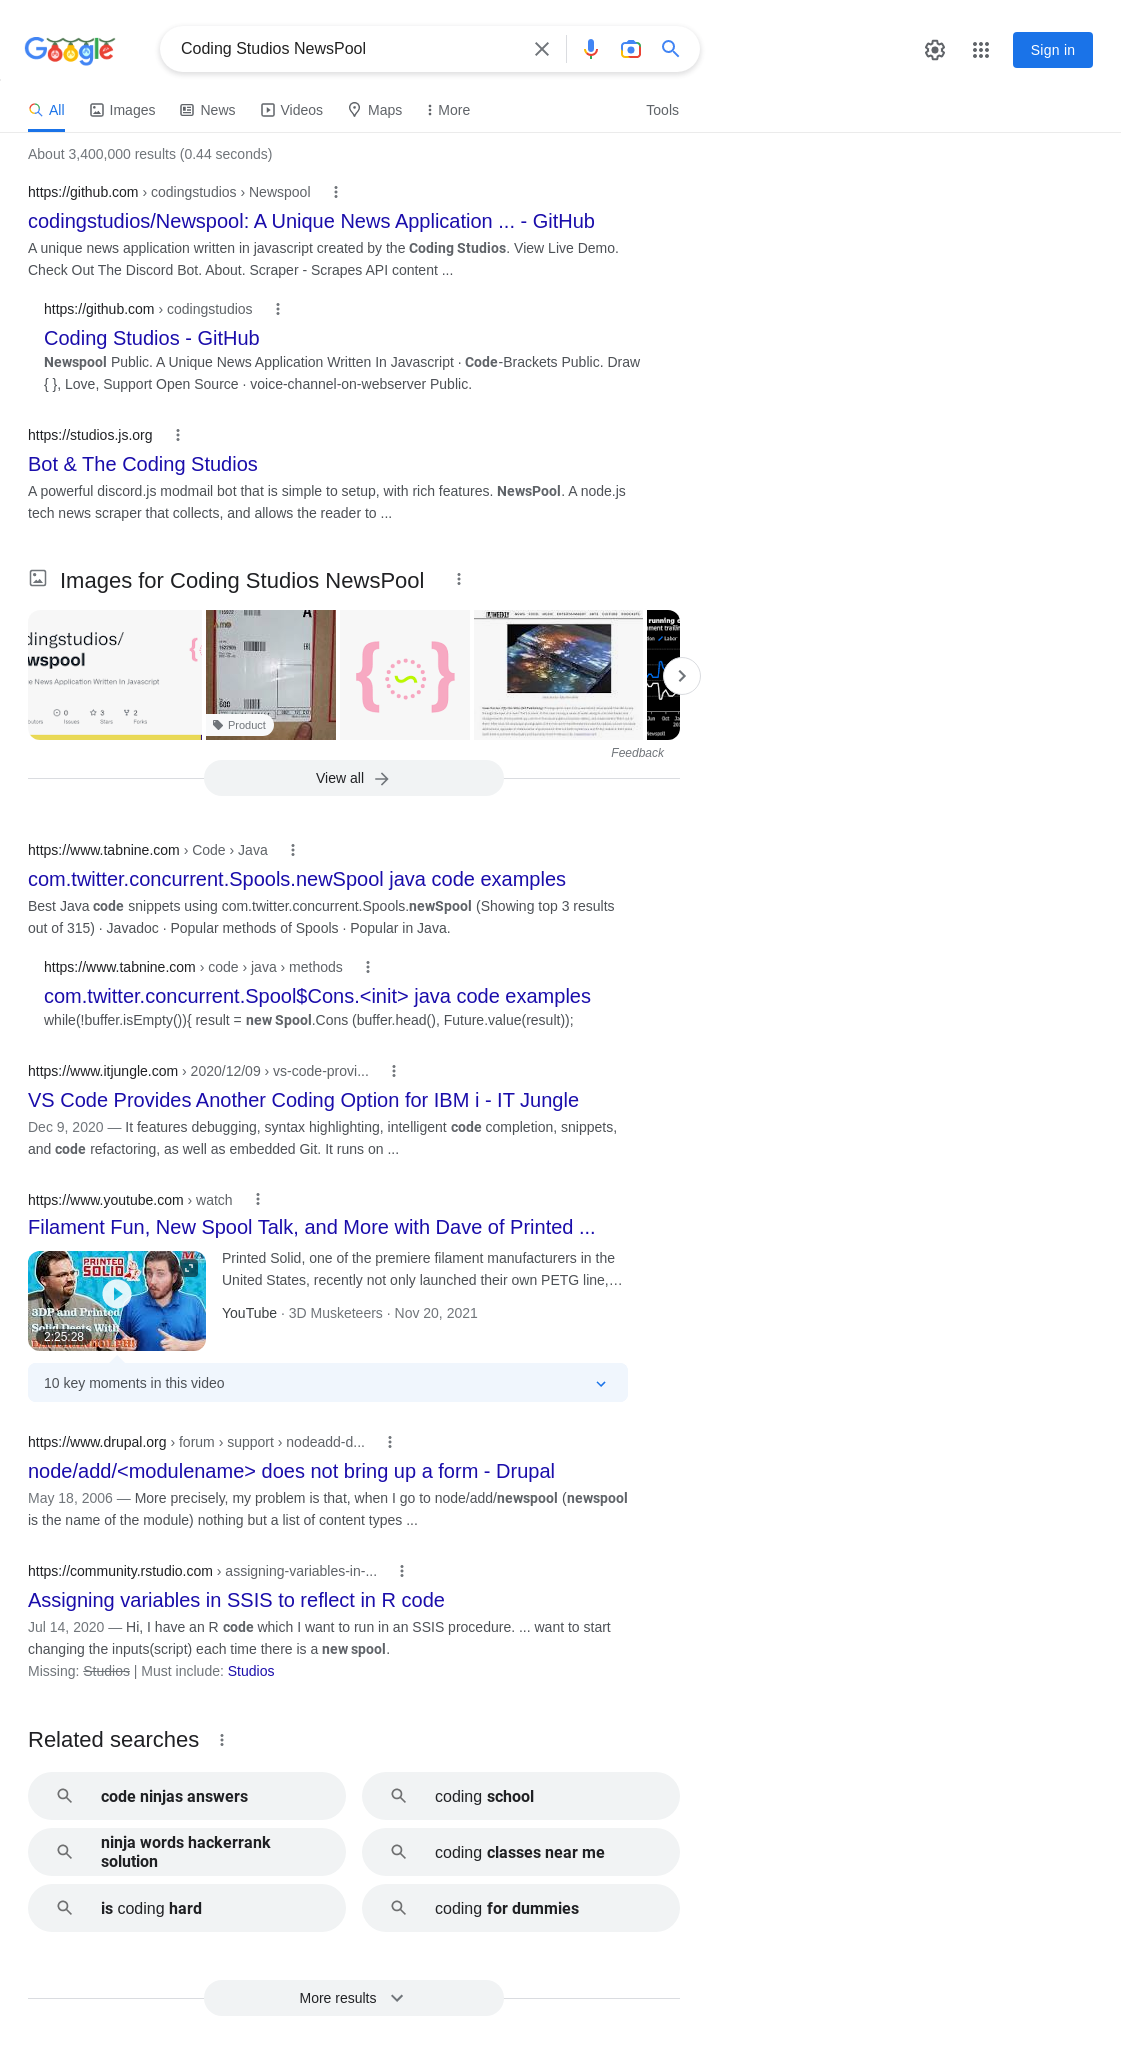 Google
Coding Studios NewsPool
Sign in
All Images News Videos Maps More Tools
About 3,400,000 results (0.44 seconds)
https://github.com › codingstudios › Newspool
codingstudios/Newspool: A Unique News Application ... - GitHub
A unique news application written in javascript created by the Coding Studios. View Live Demo.
Check Out The Discord Bot. About. Scraper - Scrapes API content ...
https://github.com › codingstudios
Coding Studios - GitHub
Newspool Public. A Unique News Application Written In Javascript · Code-Brackets Public. Draw
{ }, Love, Support Open Source · voice-channel-on-webserver Public.
https://studios.js.org
Bot & The Coding Studios
A powerful discord.js modmail bot that is simple to setup, with rich features. NewsPool. A node.js
tech news scraper that collects, and allows the reader to ...
Images for Coding Studios NewsPool
dingstudios/
wspool
e News Application Written In Javascript
0 3 2
Issues Stars Forks
Product
Feedback
View all
https://www.tabnine.com › Code › Java
com.twitter.concurrent.Spools.newSpool java code examples
Best Java code snippets using com.twitter.concurrent.Spools.newSpool (Showing top 3 results
out of 315) · Javadoc · Popular methods of Spools · Popular in Java.
https://www.tabnine.com › code › java › methods
com.twitter.concurrent.Spool$Cons.<init> java code examples
while(!buffer.isEmpty()){ result = new Spool.Cons (buffer.head(), Future.value(result));
https://www.itjungle.com › 2020/12/09 › vs-code-provi...
VS Code Provides Another Coding Option for IBM i - IT Jungle
Dec 9, 2020 — It features debugging, syntax highlighting, intelligent code completion, snippets,
and code refactoring, as well as embedded Git. It runs on ...
https://www.youtube.com › watch
Filament Fun, New Spool Talk, and More with Dave of Printed ...
PRINTED
SOLID
3DP and Printed
Solid Deets With
2:25:28
Printed Solid, one of the premiere filament manufacturers in the
United States, recently not only launched their own PETG line,...
YouTube · 3D Musketeers · Nov 20, 2021
10 key moments in this video
https://www.drupal.org › forum › support › nodeadd-d...
node/add/<modulename> does not bring up a form - Drupal
May 18, 2006 — More precisely, my problem is that, when I go to node/add/newspool (newspool
is the name of the module) nothing but a list of content types ...
https://community.rstudio.com › assigning-variables-in-...
Assigning variables in SSIS to reflect in R code
Jul 14, 2020 — Hi, I have an R code which I want to run in an SSIS procedure. ... want to start
changing the inputs(script) each time there is a new spool.
Missing: Studios | Must include: Studios
Related searches
code ninjas answers
coding school
ninja words hackerrank
solution
coding classes near me
is coding hard
coding for dummies
More results